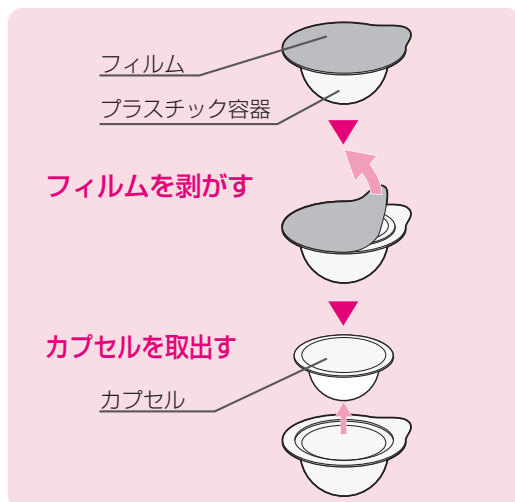 フィルム
プラスチック容器
フィルムを剥がす
カプセルを取出す
カプセル